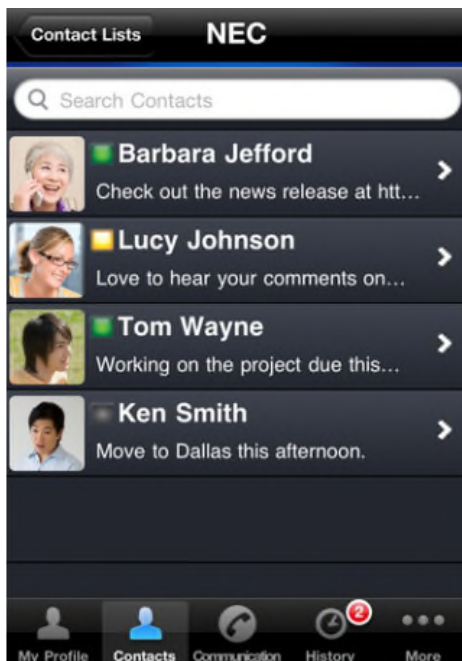 Contact Lists
NEC
Search Contacts
Barbara Jefford
Check out the news release at htt...
Lucy Johnson
Love to hear your comments on...
Tom Wayne
Working on the project due this...
Ken Smith
Move to Dallas this afternoon.
2
My Profile
Contacts
Communication
History
More